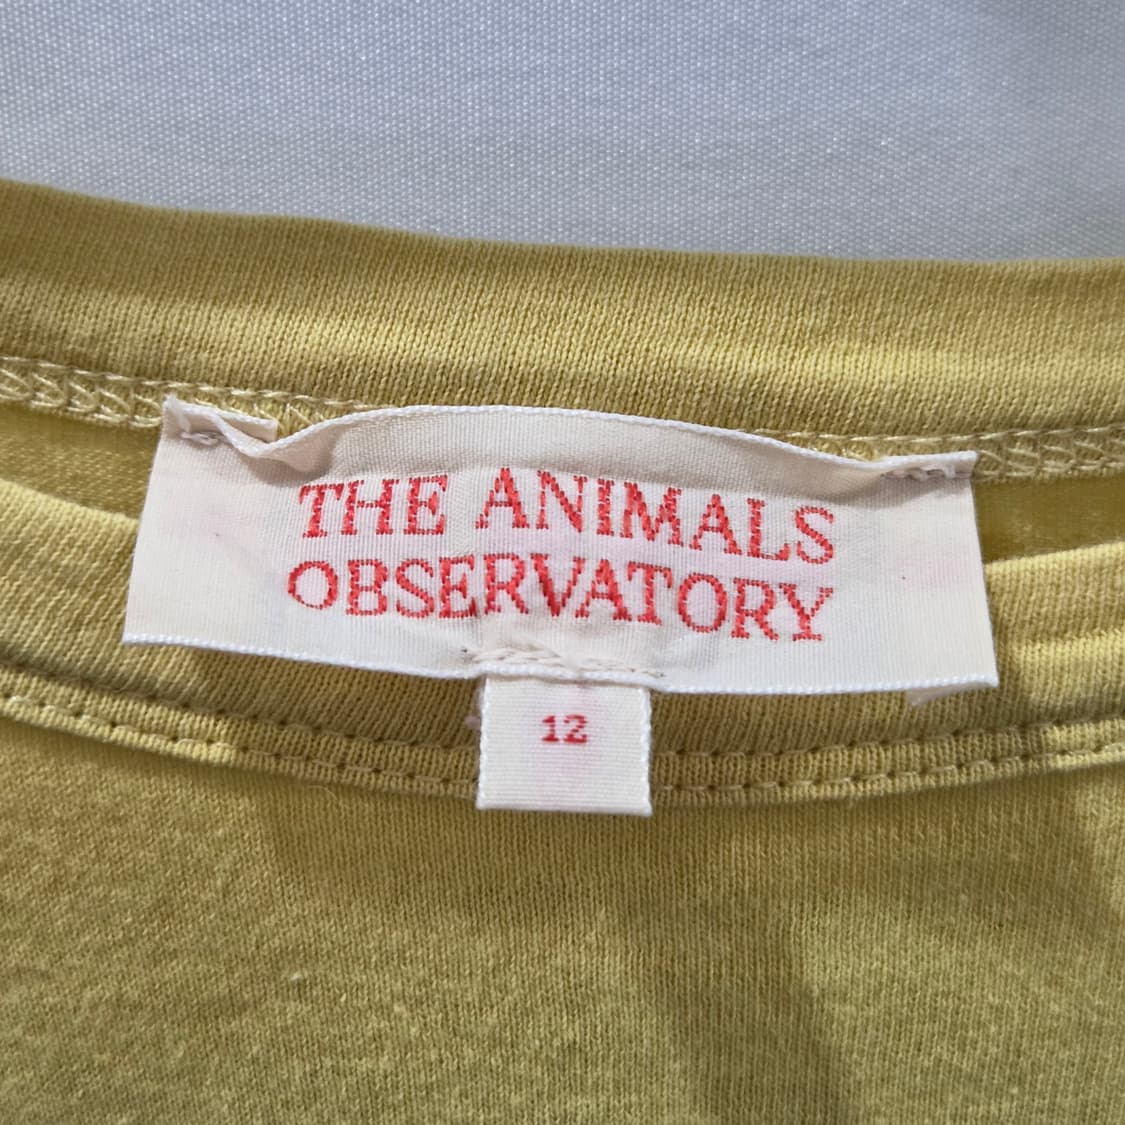 THE ANIMALS
OBSERVATORY
12